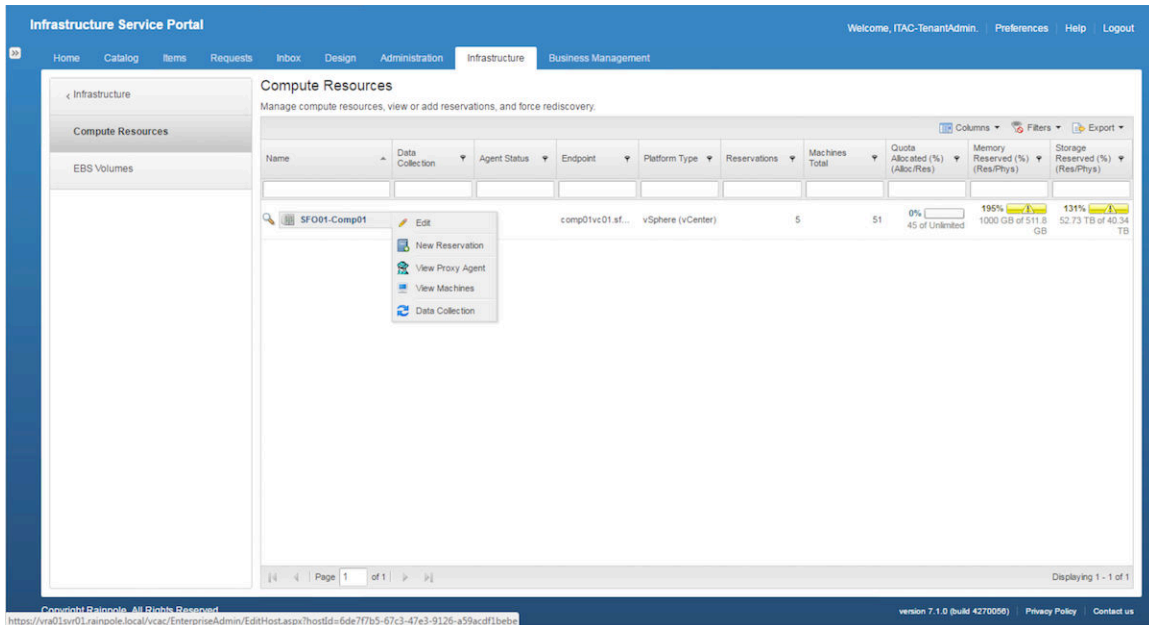 Infrastructure Service Portal
Welcome, ITAC-TenantAdmin. Preferences Help Logout
Home Catalog Items Requests Inbox Design Administration Infrastructure Business Management
< Infrastructure
Compute Resources
EBS Volumes
Compute Resources
Manage compute resources, view or add reservations, and force rediscovery.
Columns Filters Export
Name
Data Collection
Agent Status
Endpoint
Platform Type
Reservations
Machines Total
Quota Allocated (%) (Alloc/Res)
Memory Reserved (%) (Res/Phys)
Storage Reserved (%) (Res/Phys)
SFO01-Comp01
comp01vc01.sf...
vSphere (vCenter)
5
51
0%
45 of Unlimited
195%
1000 GB of 511.8 GB
131%
52.73 TB of 40.34 TB
Edit
New Reservation
View Proxy Agent
View Machines
Data Collection
Page 1 of 1
Displaying 1 - 1 of 1
Copyright Rainpole. All Rights Reserved
version 7.1.0 (build 4270058) Privacy Policy Contact us
https://vra01svr01.rainpole.local/vcac/EnterpriseAdmin/EditHost.aspx?hostId=6de7f7b5-67c3-47e3-9126-a59acdf1bebe